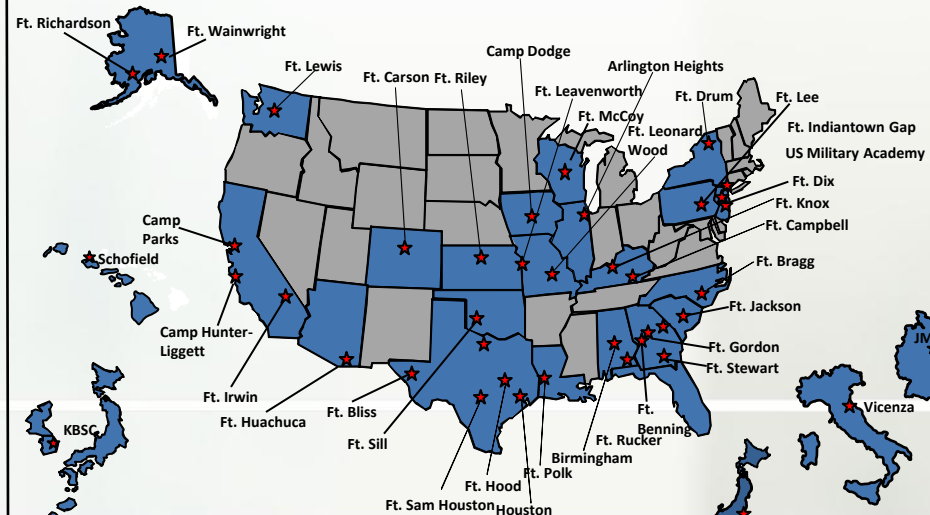 Ft. Richardson
Ft. Wainwright
Ft. Lewis
Ft. Carson
Ft. Riley
Camp Dodge
Ft. Leavenworth
Ft. McCoy
Arlington Heights
Ft. Leonard
Wood
Ft. Drum
Ft. Lee
Ft. Indiantown Gap
US Military Academy
Ft. Dix
Ft. Knox
Ft. Campbell
Ft. Bragg
Ft. Jackson
Ft. Gordon
Ft. Stewart
Camp
Parks
Schofield
Camp Hunter-
Liggett
Ft. Irwin
Ft. Huachuca
Ft. Bliss
Ft. Sill
Ft. Sam Houston
Ft. Hood
Houston
Ft. Polk
Birmingham
Ft. Rucker
Ft.
Benning
KBSC
Vicenza
JM